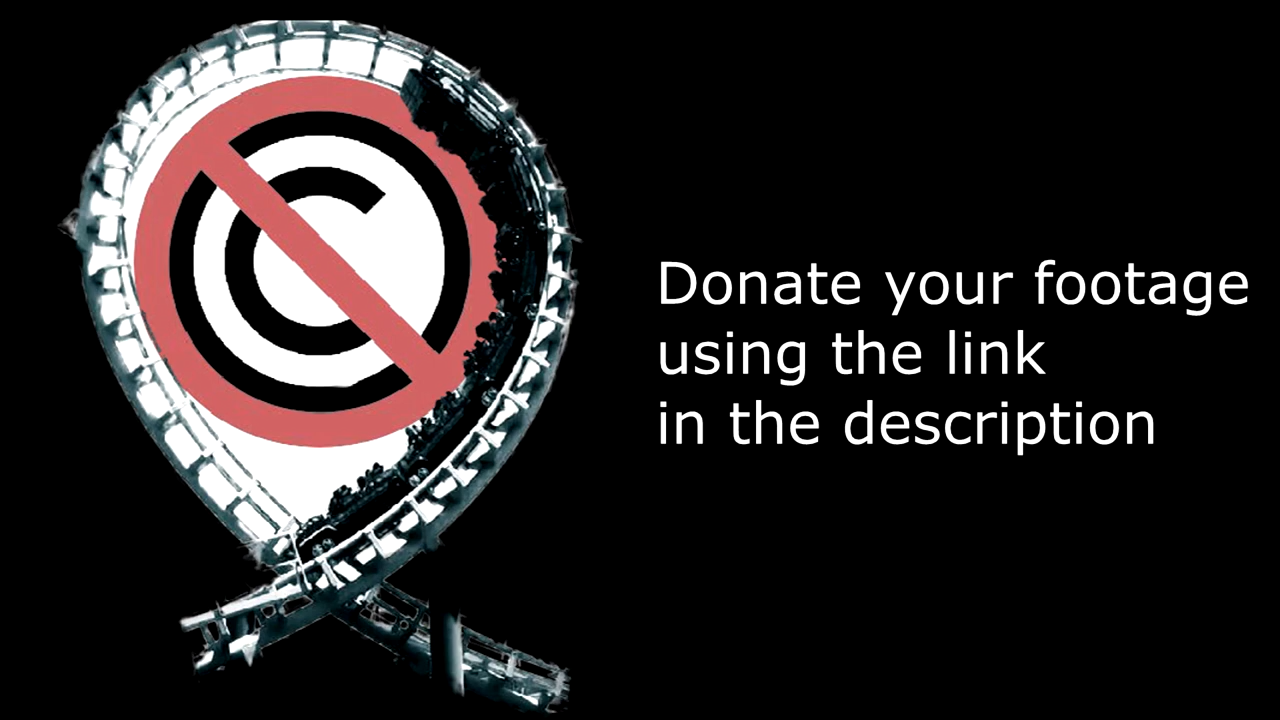 Donate your footage
using the link
in the description